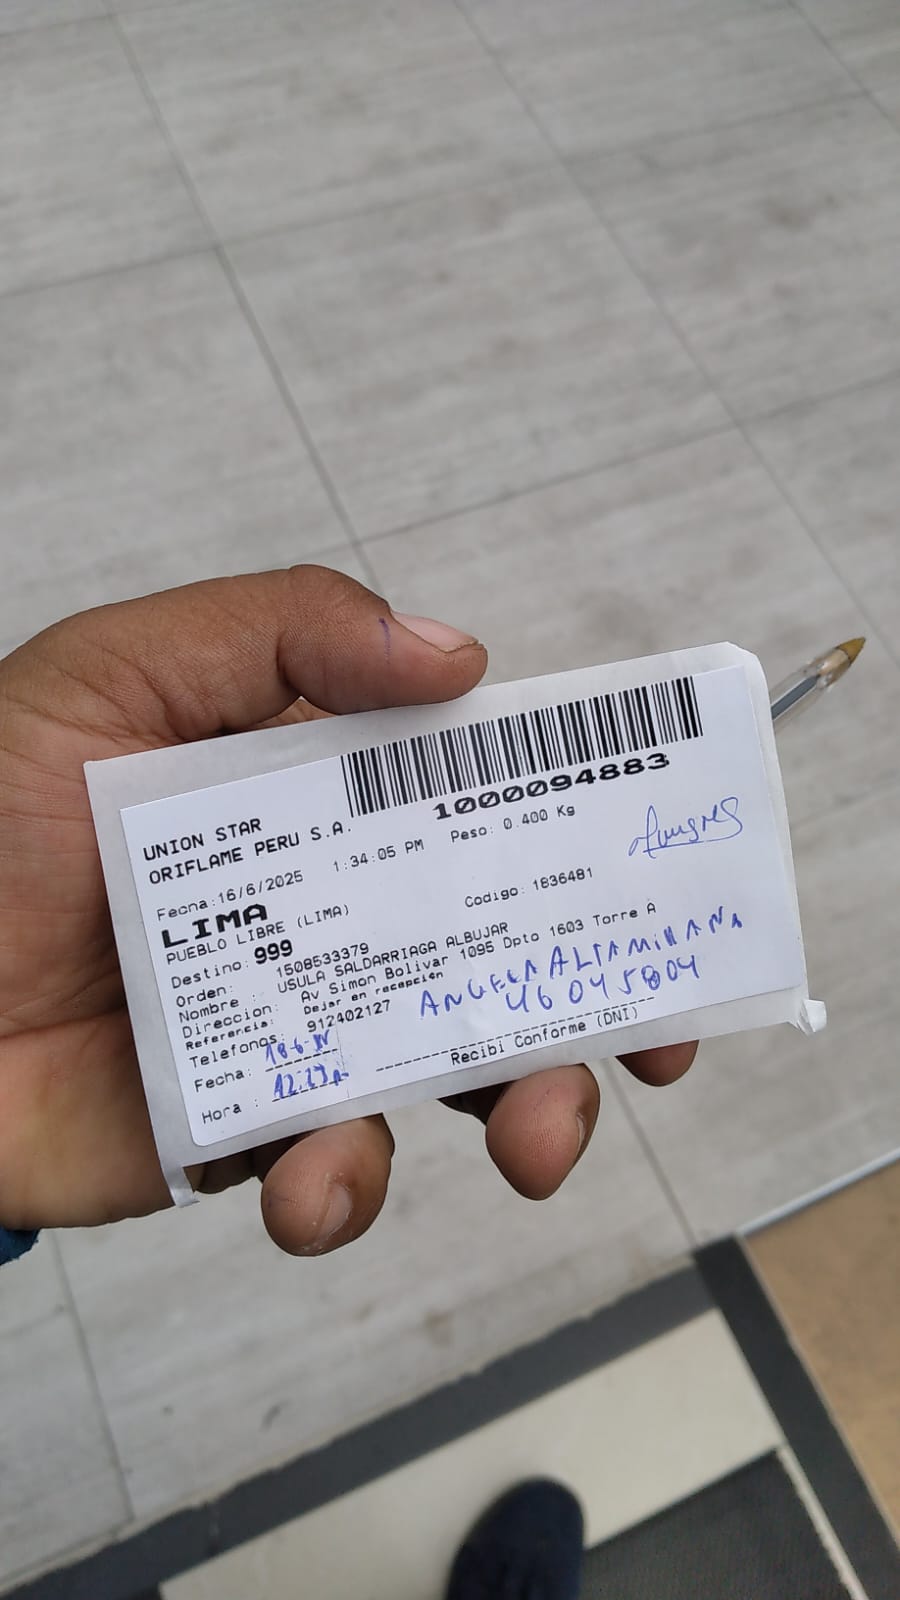 1000094883
UNION STAR
ORIFLAME PERU S.A.
Fecha:16/6/2025 1:34:05 PM Peso: 0.400 Kg
LIMA
PUEBLO LIBRE (LIMA) Codigo: 1836481
Destino: 999
Orden: 1508533379
Nombre : USULA SALDARRIAGA ALBUJAR
Direccion: Av Simon Bolivar 1095 Dpto 1603 Torre A
Referencia: Dejar en recepción
Telefonos: 912402127
ANGELA ALTAMIRANO
46045804
Fecha:
Hora :
Recibi Conforme (DNI)